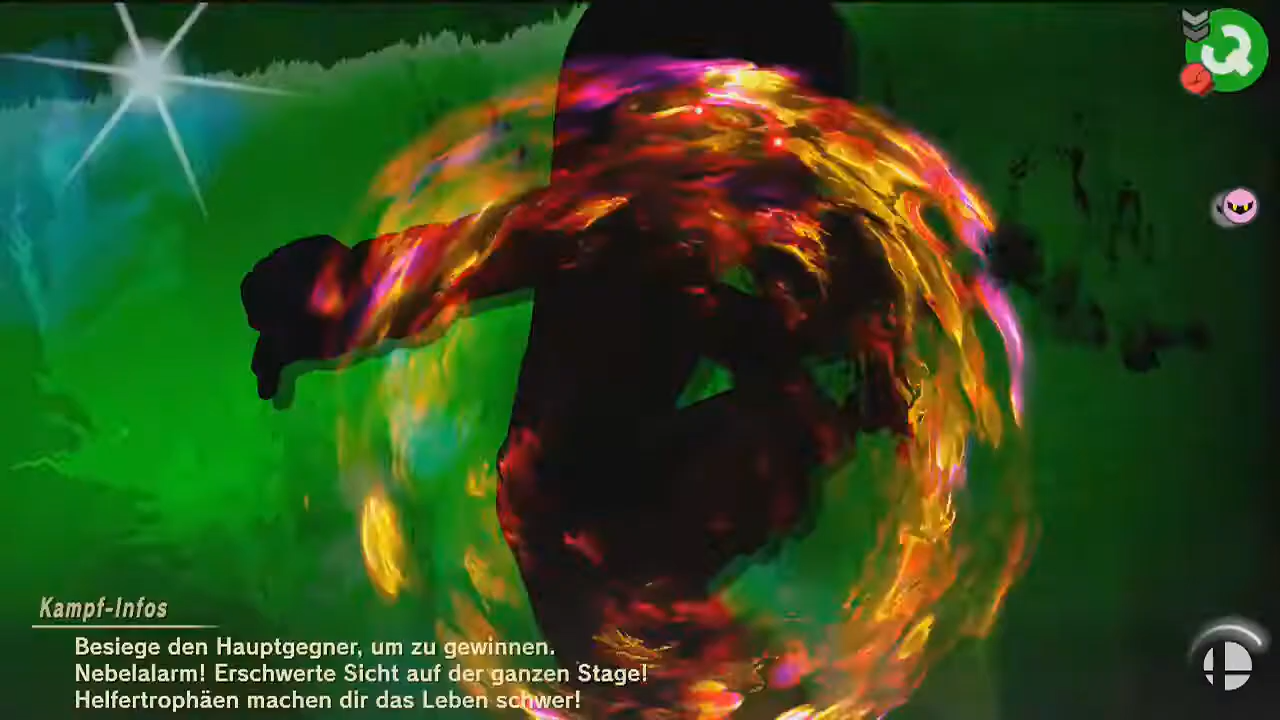 Kampf-Infos
Besiege den Hauptgegner, um zu gewinnen.
Nebelalarm! Erschwerte Sicht auf der ganzen Stage!
Helfertrophäen machen dir das Leben schwer!